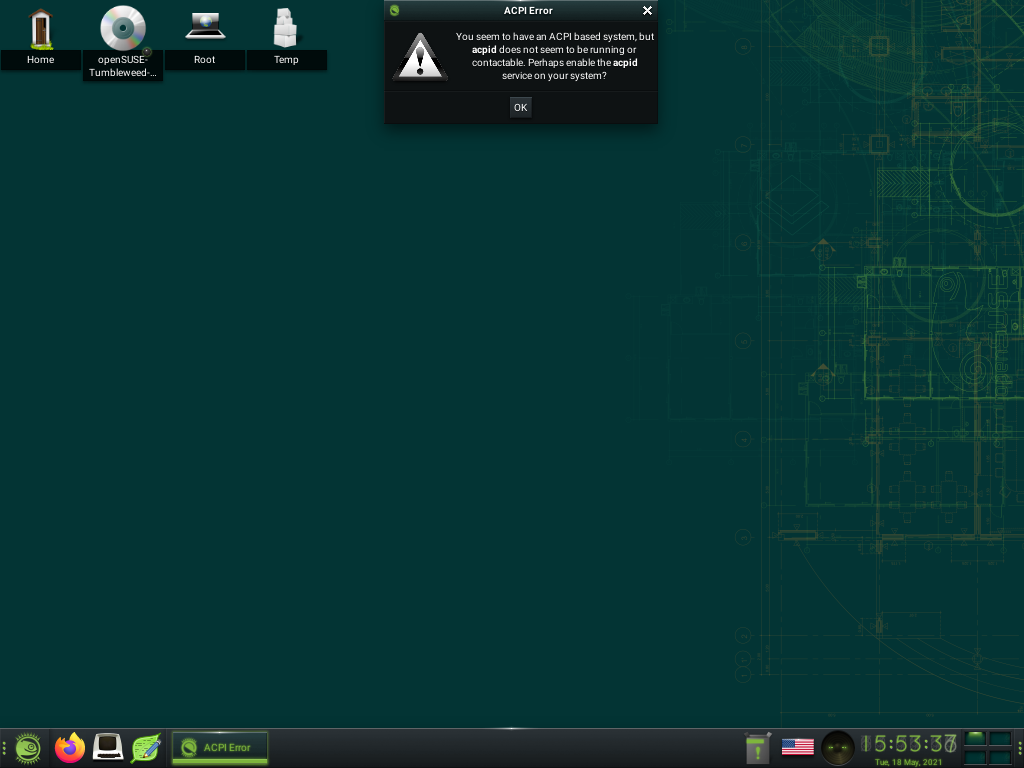 ACPI Error
You seem to have an ACPI based system, but
acpid does not seem to be running or
contactable. Perhaps enable the acpid
service on your system?
OK
Home
openSUSE-
Tumbleweed-...
Root
Temp
ACPI Error
15:53:37
Tue, 18 May, 2021